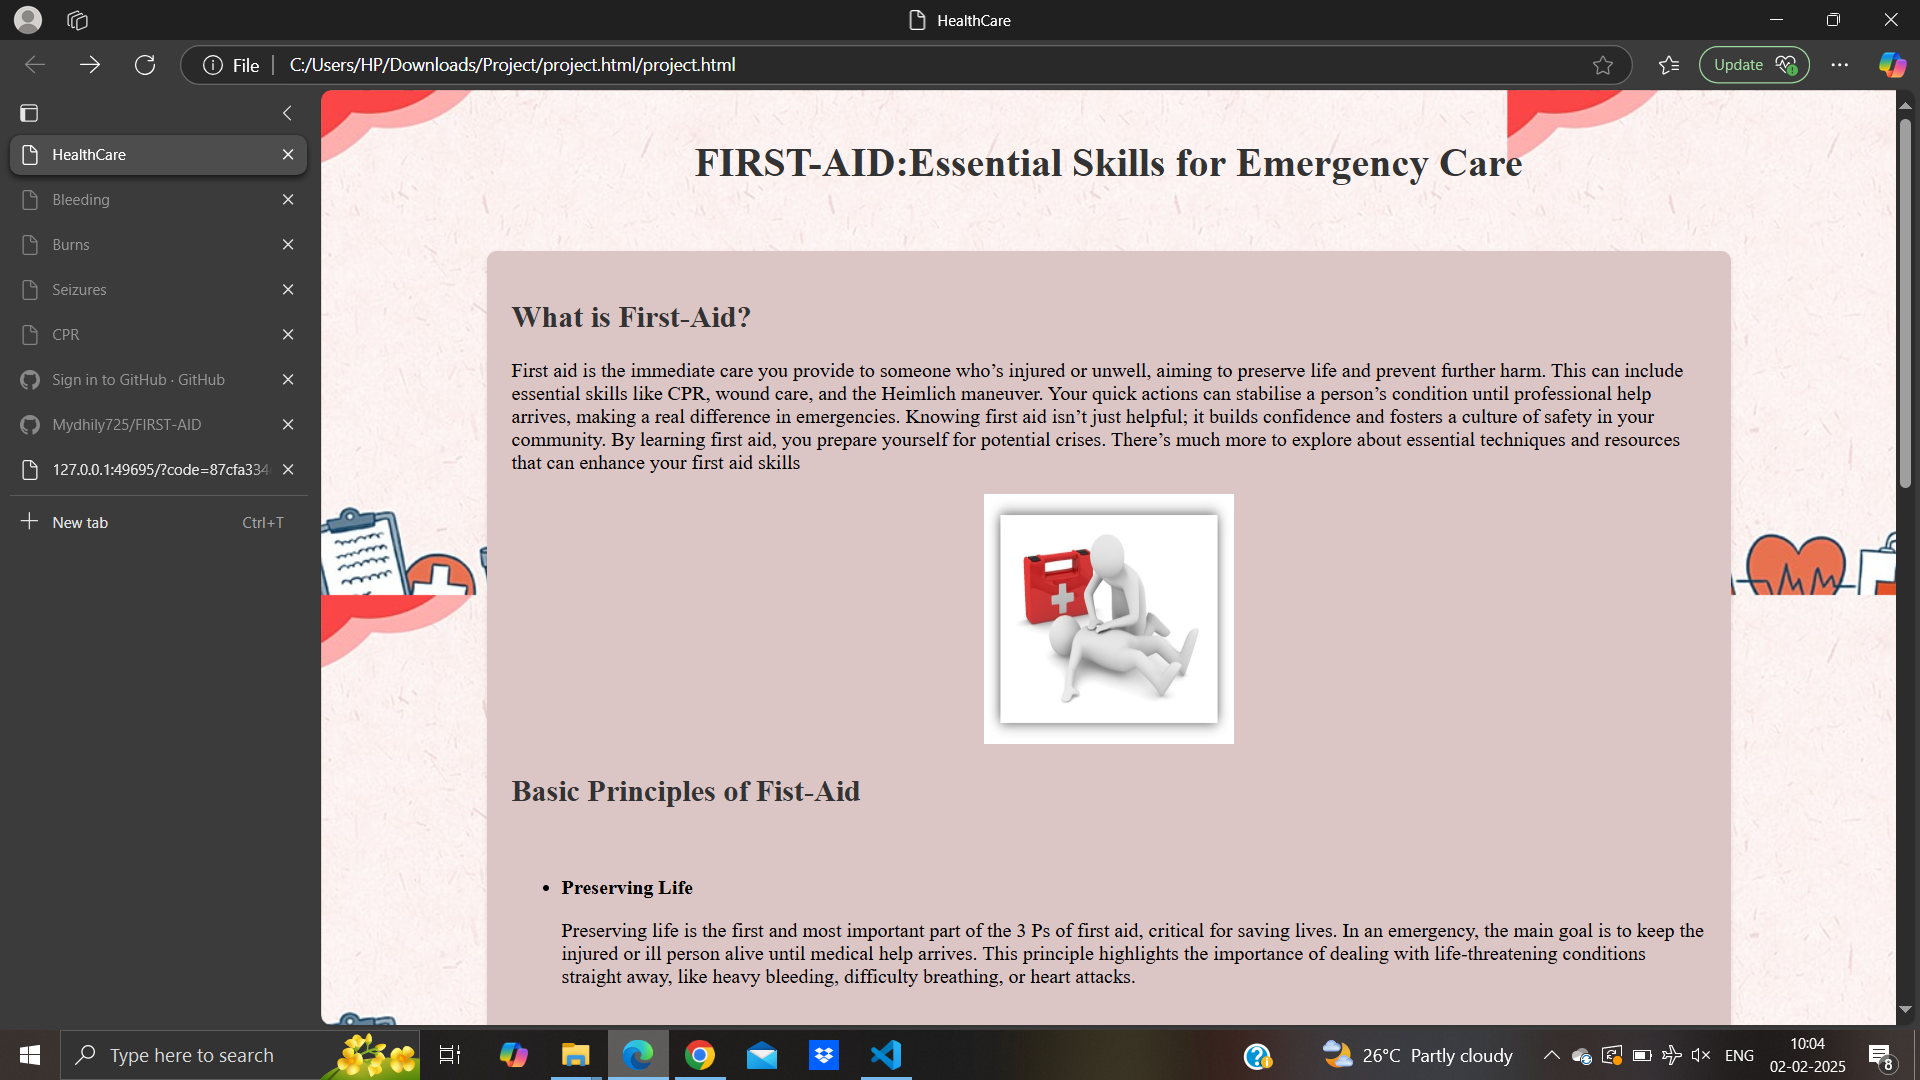 HealthCare
File
C:/Users/HP/Downloads/Project/project.html/project.html
Update
HealthCare
Bleeding
Burns
Seizures
CPR
Sign in to GitHub · GitHub
Mydhily725/FIRST-AID
127.0.0.1:49695/?code=87cfa334
New tab Ctrl+T
FIRST-AID:Essential Skills for Emergency Care
What is First-Aid?
First aid is the immediate care you provide to someone who’s injured or unwell, aiming to preserve life and prevent further harm. This can include
essential skills like CPR, wound care, and the Heimlich maneuver. Your quick actions can stabilise a person’s condition until professional help
arrives, making a real difference in emergencies. Knowing first aid isn’t just helpful; it builds confidence and fosters a culture of safety in your
community. By learning first aid, you prepare yourself for potential crises. There’s much more to explore about essential techniques and resources
that can enhance your first aid skills
Basic Principles of Fist-Aid
• Preserving Life
Preserving life is the first and most important part of the 3 Ps of first aid, critical for saving lives. In an emergency, the main goal is to keep the
injured or ill person alive until medical help arrives. This principle highlights the importance of dealing with life-threatening conditions
straight away, like heavy bleeding, difficulty breathing, or heart attacks.
Type here to search
26°C Partly cloudy
ENG
10:04
02-02-2025
8